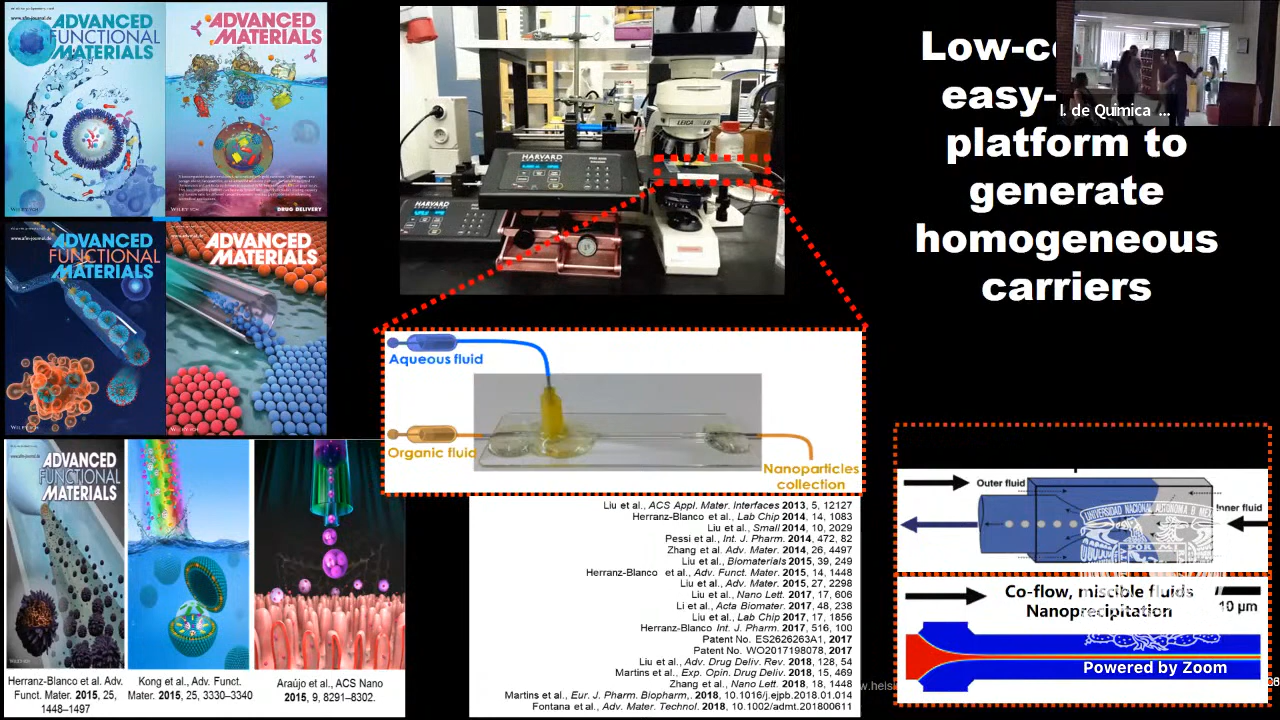 ADVANCED
FUNCTIONAL
MATERIALS
WILEY-VCH
ADVANCED
MATERIALS
WILEY-VCH
DRUG DELIVERY
ADVANCED
FUNCTIONAL
MATERIALS
ADVANCED
MATERIALS
ADVANCED
FUNCTIONAL
MATERIALS
Herranz-Blanco et al. Adv.
Funct. Mater. 2015, 25,
1448–1497
Kong et al., Adv. Funct.
Mater. 2015, 25, 3330–3340
Araújo et al., ACS Nano
2015, 9, 8291–8302.
HARVARD
HARVARD
LEICA
Aqueous fluid
Organic fluid
Nanoparticles
collection
Liu et al., ACS Appl. Mater. Interfaces 2013, 5, 12127
Herranz-Blanco et al., Lab Chip 2014, 14, 1083
Liu et al., Small 2014, 10, 2029
Pessi et al., Int. J. Pharm. 2014, 472, 82
Zhang et al. Adv. Mater. 2014, 26, 4497
Liu et al., Biomaterials 2015, 39, 249
Herranz-Blanco et al., Adv. Funct. Mater. 2015, 14, 1448
Liu et al., Adv. Mater. 2015, 27, 2298
Liu et al., Nano Lett. 2017, 17, 606
Li et al., Acta Biomater. 2017, 48, 238
Liu et al., Lab Chip 2017, 17, 1856
Herranz-Blanco Int. J. Pharm. 2017, 516, 100
Patent No. ES2626263A1, 2017
Patent No. WO2017198078, 2017
Liu et al., Adv. Drug Deliv. Rev. 2018, 128, 54
Martins et al., Exp. Opin. Drug Deliv. 2018, 15, 469
Zhang et al., Nano Lett. 2018, 18, 1448
Martins et al., Eur. J. Pharm. Biopharm,. 2018, 10.1016/j.ejpb.2018.01.014
Fontana et al., Adv. Mater. Technol. 2018, 10.1002/admt.201800611
Low-co
easy-
platform to
generate
homogeneous
carriers
I. de Quimica ...
Outer fluid
Inner fluid
Co-flow, miscible fluids
Nanoprecipitation
10 µm
Powered by Zoom